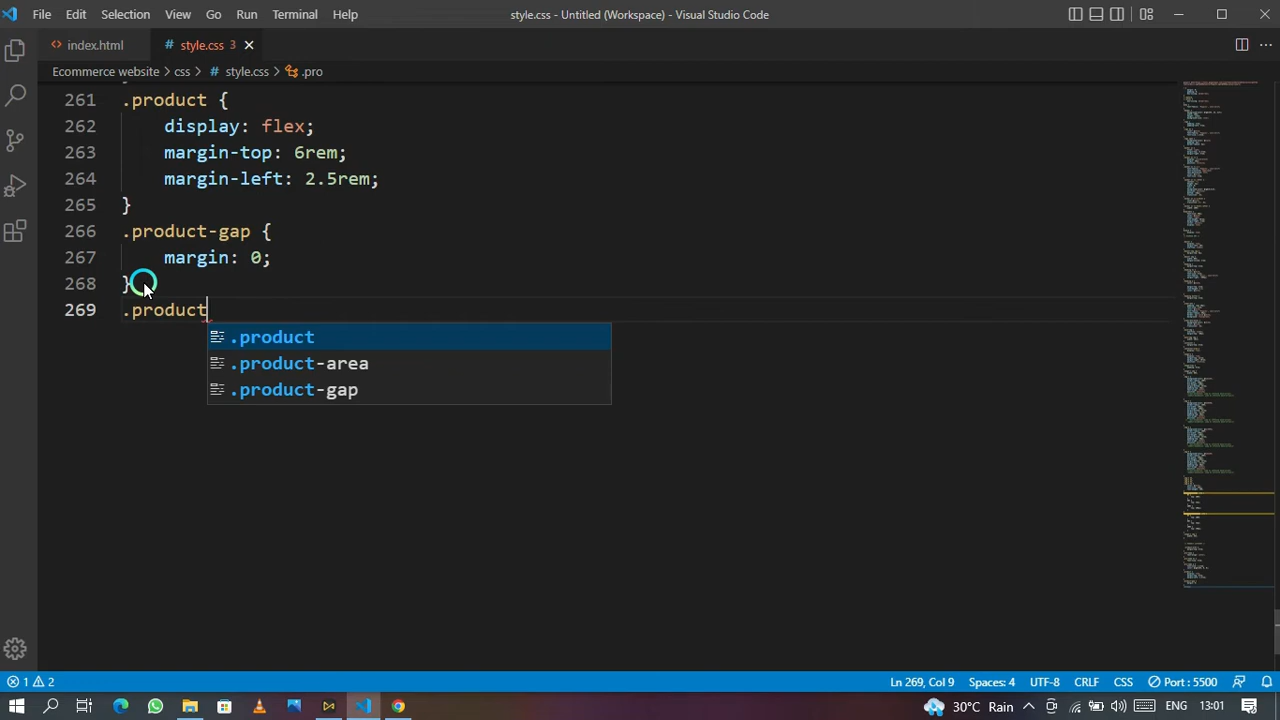 File Edit Selection View Go Run Terminal Help style.css - Untitled (Workspace) - Visual Studio Code
index.html style.css 3
Ecommerce website > css > # style.css > .pro
261 .product {
262 display: flex;
263 margin-top: 6rem;
264 margin-left: 2.5rem;
265 }
266 .product-gap {
267 margin: 0;
268 }
269 .product
.product
.product-area
.product-gap
1 2 Ln 269, Col 9 Spaces: 4 UTF-8 CRLF CSS Port : 5500
30°C Rain ENG 13:01